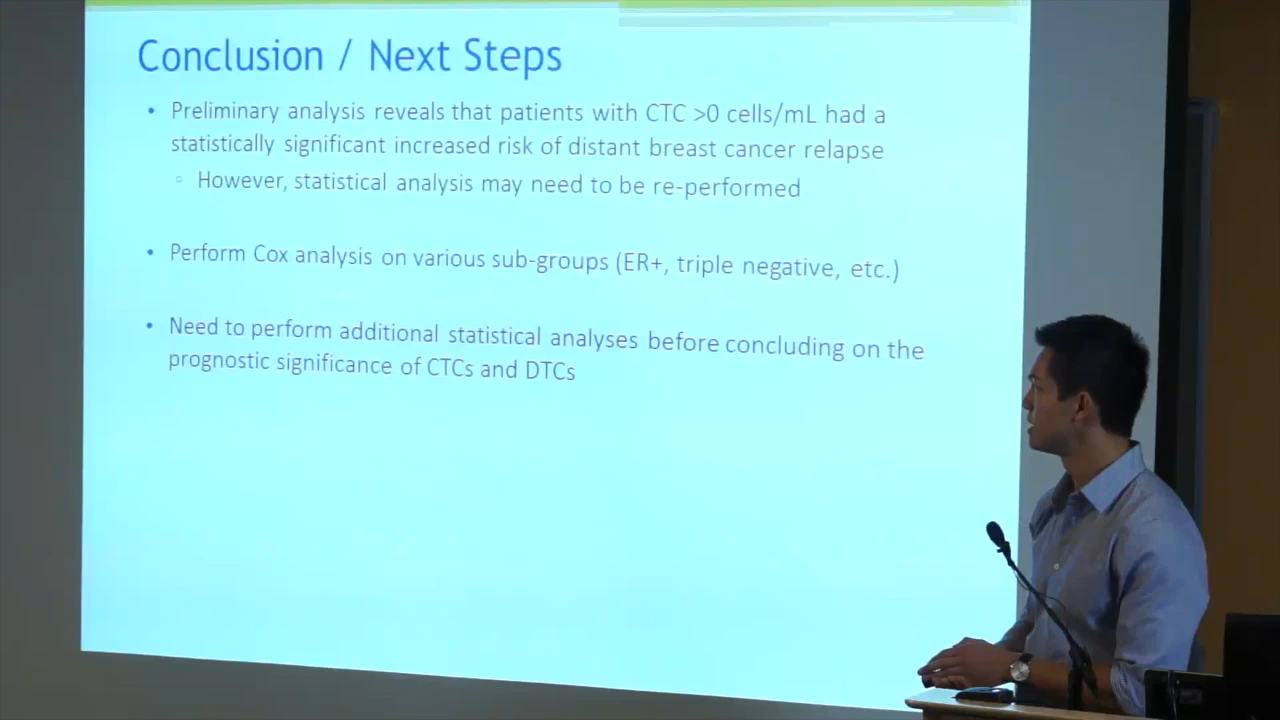 Conclusion / Next Steps
• Preliminary analysis reveals that patients with CTC >0 cells/mL had a
statistically significant increased risk of distant breast cancer relapse
◦ However, statistical analysis may need to be re-performed
• Perform Cox analysis on various sub-groups (ER+, triple negative, etc.)
• Need to perform additional statistical analyses before concluding on the
prognostic significance of CTCs and DTCs